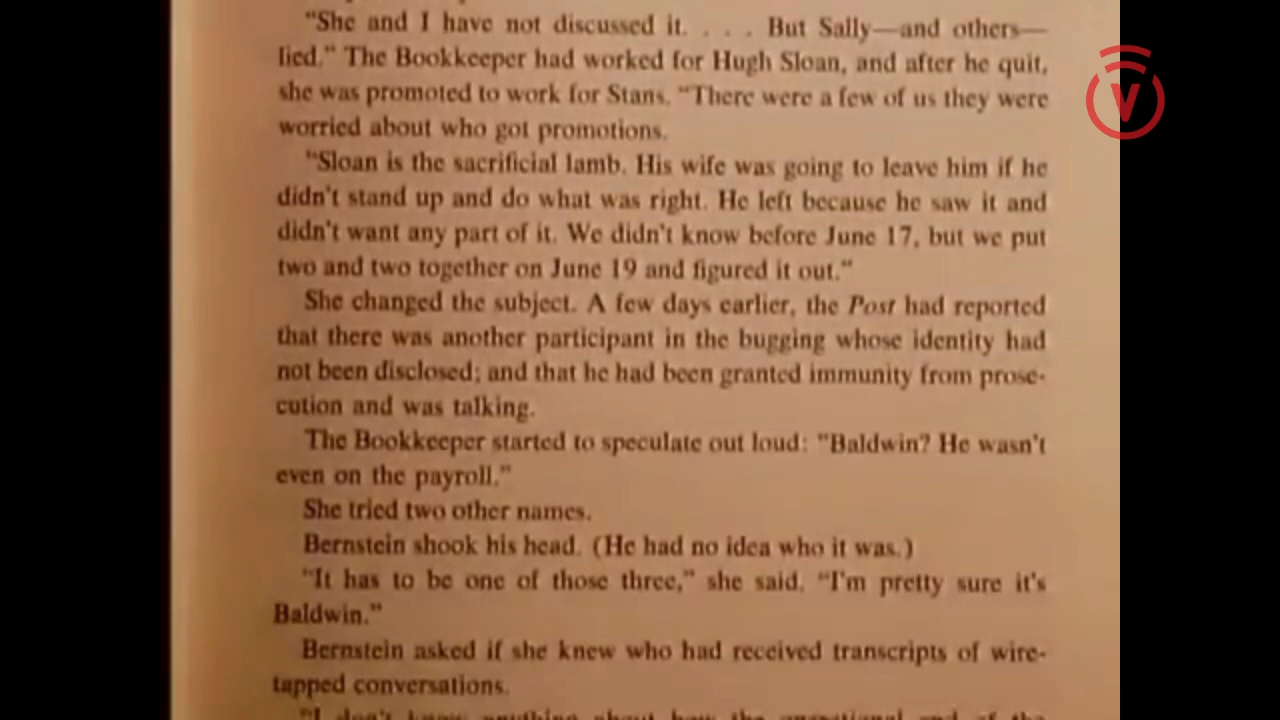 "She and I have not discussed it. . . . But Sally—and others—
lied." The Bookkeeper had worked for Hugh Sloan, and after he quit,
she was promoted to work for Stans. "There were a few of us they were
worried about who got promotions.
"Sloan is the sacrificial lamb. His wife was going to leave him if he
didn't stand up and do what was right. He left because he saw it and
didn't want any part of it. We didn't know before June 17, but we put
two and two together on June 19 and figured it out."
She changed the subject. A few days earlier, the Post had reported
that there was another participant in the bugging whose identity had
not been disclosed; and that he had been granted immunity from prose-
cution and was talking.
The Bookkeeper started to speculate out loud: "Baldwin? He wasn't
even on the payroll."
She tried two other names.
Bernstein shook his head. (He had no idea who it was.)
"It has to be one of those three," she said. "I'm pretty sure it's
Baldwin."
Bernstein asked if she knew who had received transcripts of wire-
tapped conversations.
"I don't know anything about how the operational end of the
V